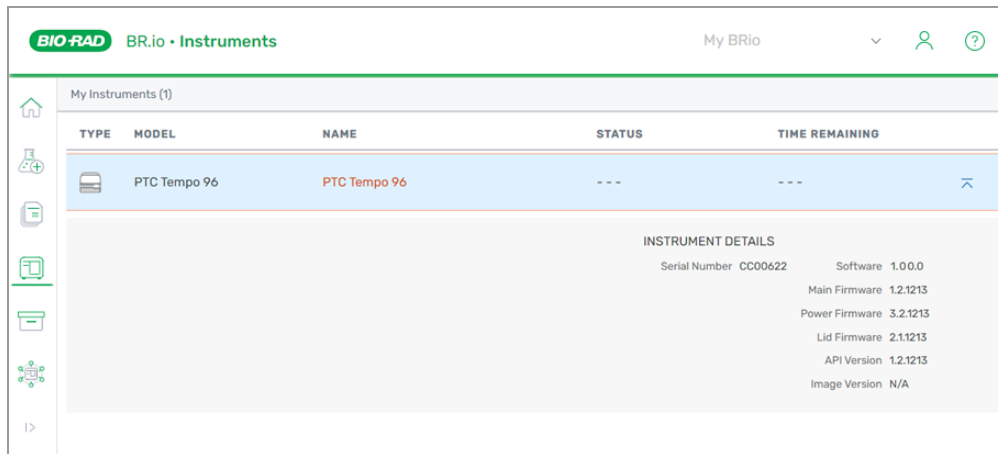 BIO-RAD BR.io • Instruments My BRio ?
My Instruments (1)
TYPE MODEL NAME STATUS TIME REMAINING
PTC Tempo 96 PTC Tempo 96 - - - - - -
INSTRUMENT DETAILS
Serial Number CC00622 Software 1.00.0
Main Firmware 1.2.1213
Power Firmware 3.2.1213
Lid Firmware 2.1.1213
API Version 1.2.1213
Image Version N/A